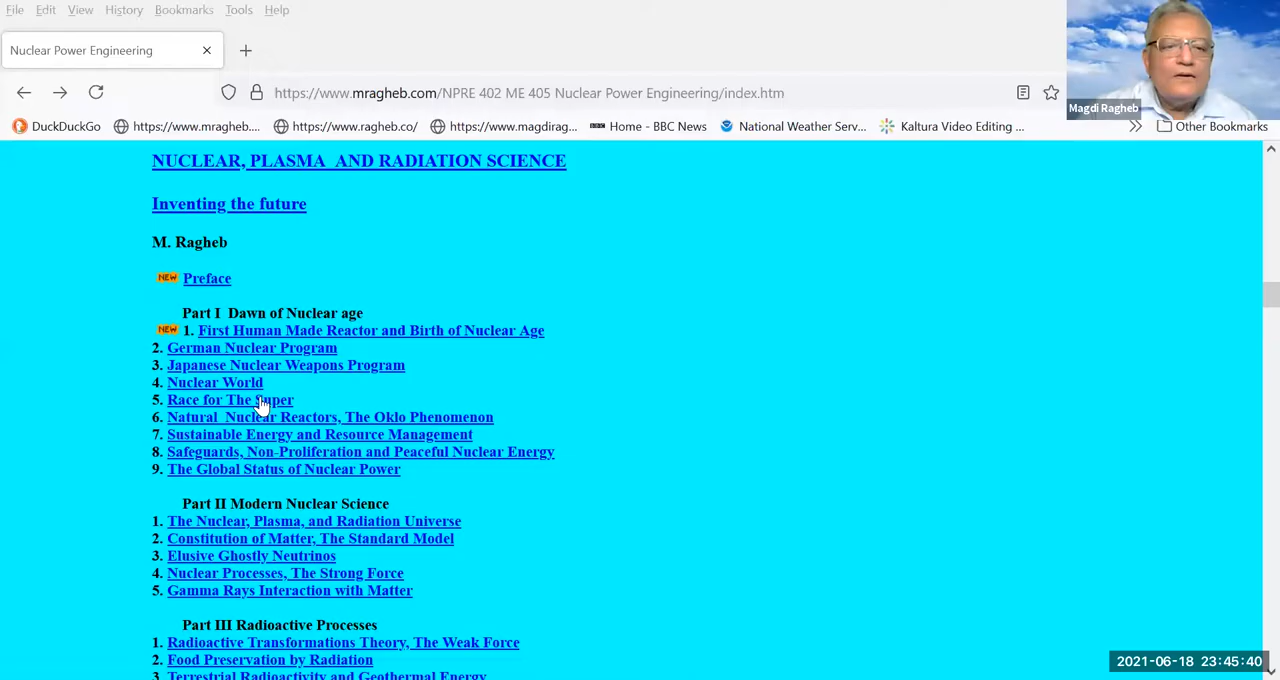 File Edit View History Bookmarks Tools Help
Nuclear Power Engineering
https://www.mragheb.com/NPRE 402 ME 405 Nuclear Power Engineering/index.htm
Magdi Ragheb
DuckDuckGo https://www.mragheb.... https://www.ragheb.co/ https://www.magdirag... BBC Home - BBC News National Weather Serv... Kaltura Video Editing ... Other Bookmarks
NUCLEAR, PLASMA AND RADIATION SCIENCE
Inventing the future
M. Ragheb
NEW Preface
Part I Dawn of Nuclear age
NEW 1. First Human Made Reactor and Birth of Nuclear Age
2. German Nuclear Program
3. Japanese Nuclear Weapons Program
4. Nuclear World
5. Race for The Super
6. Natural Nuclear Reactors, The Oklo Phenomenon
7. Sustainable Energy and Resource Management
8. Safeguards, Non-Proliferation and Peaceful Nuclear Energy
9. The Global Status of Nuclear Power
Part II Modern Nuclear Science
1. The Nuclear, Plasma, and Radiation Universe
2. Constitution of Matter, The Standard Model
3. Elusive Ghostly Neutrinos
4. Nuclear Processes, The Strong Force
5. Gamma Rays Interaction with Matter
Part III Radioactive Processes
1. Radioactive Transformations Theory, The Weak Force
2. Food Preservation by Radiation
3. Terrestrial Radioactivity and Geothermal Energy
2021-06-18 23:45:40